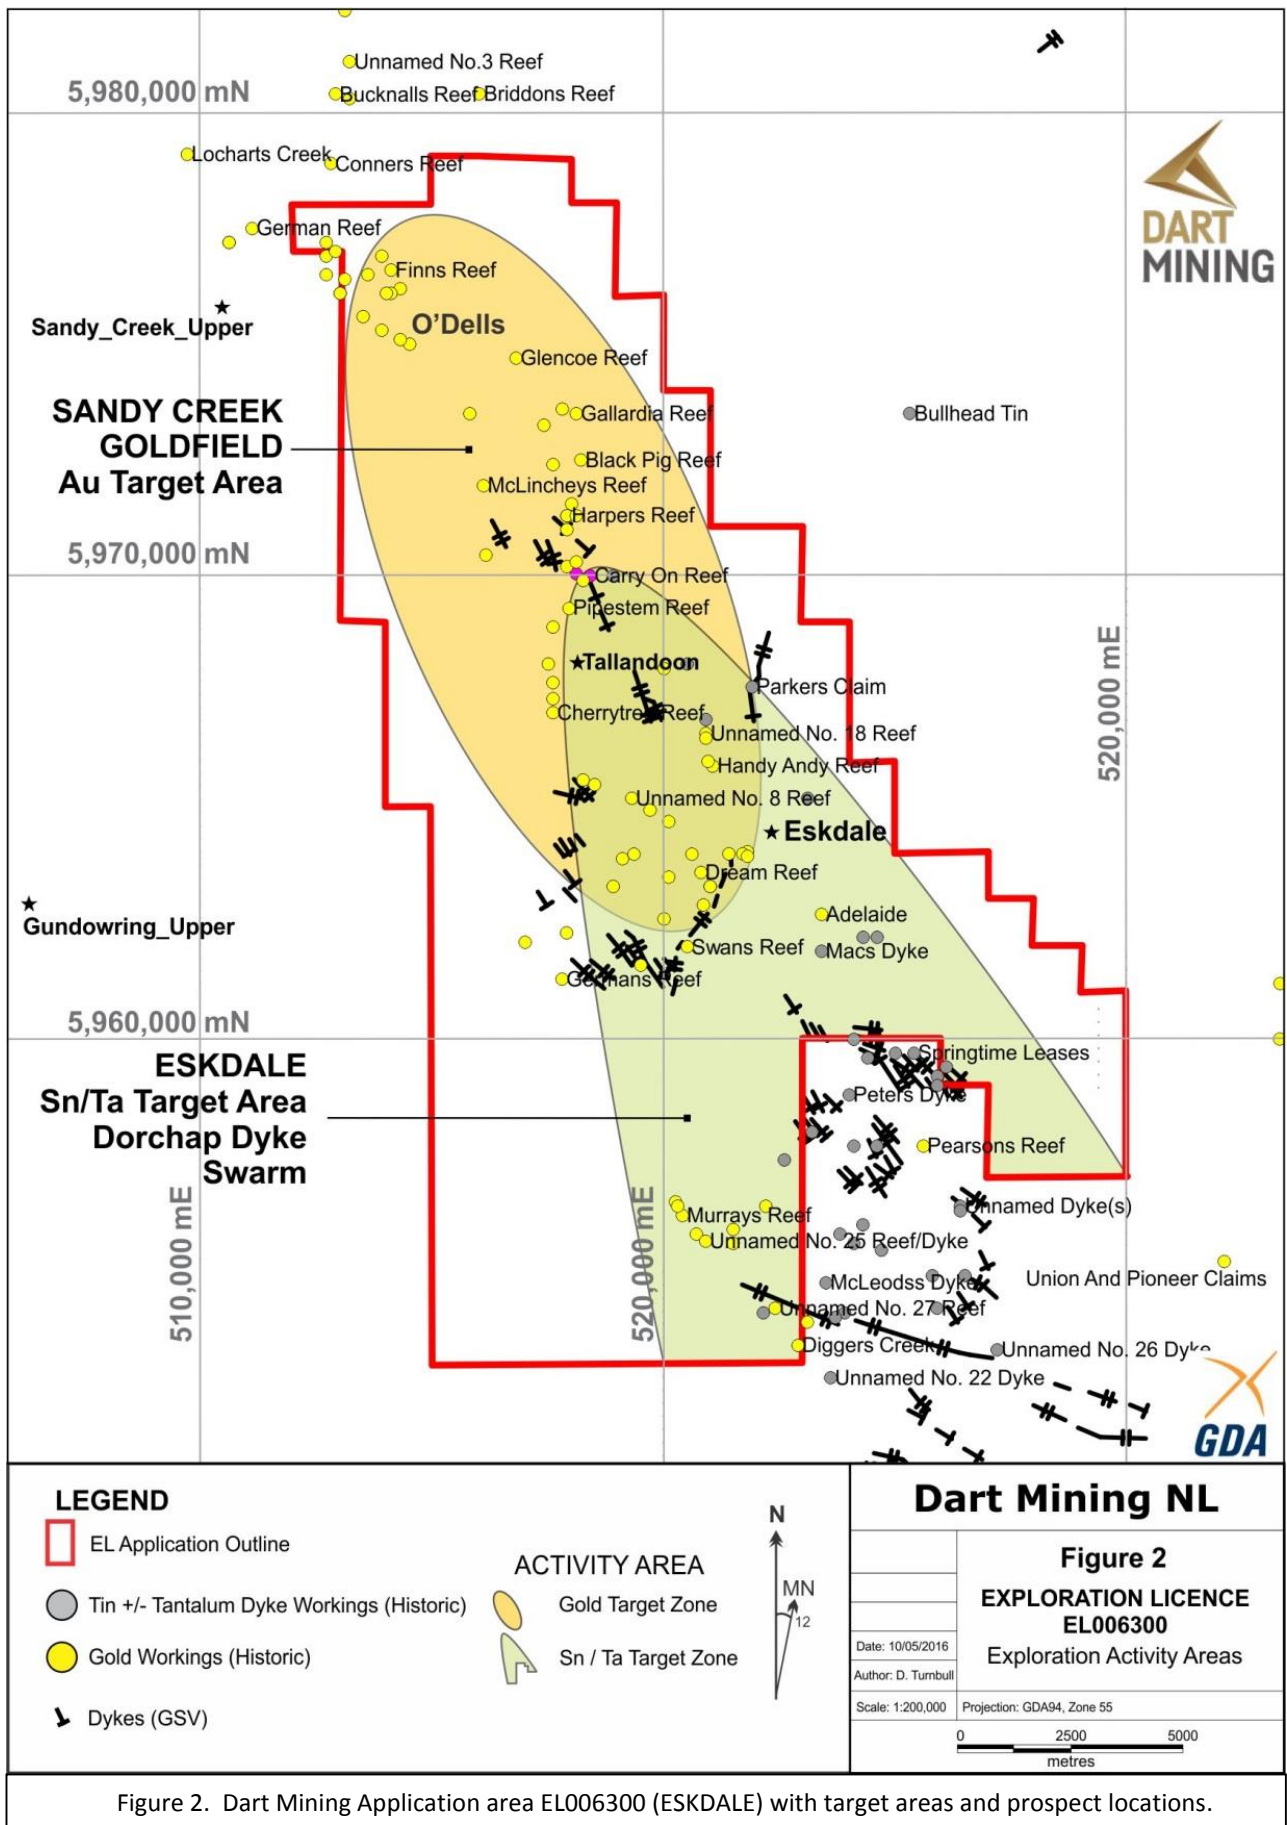 Unnamed No.3 Reef
5,980,000 mN
Bucknalls Reef
Briddons Reef
Locharts Creek
Conners Reef
DART
MINING
German Reef
Finns Reef
Sandy_Creek_Upper
O'Dells
Glencoe Reef
SANDY CREEK
GOLDFIELD
Au Target Area
Gallardia Reef
Bullhead Tin
Black Pig Reef
McLincheys Reef
Harpers Reef
5,970,000 mN
Carry On Reef
Pipestem Reef
520,000 mE
Tallandoon
Parkers Claim
Cherrytree Reef
Unnamed No. 18 Reef
Handy Andy Reef
Unnamed No. 8 Reef
Eskdale
Dream Reef
Gundowring_Upper
Adelaide
Swans Reef
Macs Dyke
Germans Reef
5,960,000 mN
ESKDALE
Sn/Ta Target Area
Dorchap Dyke
Swarm
Springtime Leases
Peters Dyke
Pearsons Reef
510,000 mE
520,000 mE
Murrays Reef
Unnamed Dyke(s)
Unnamed No. 25 Reef/Dyke
McLeodss Dyke
Union And Pioneer Claims
Unnamed No. 27 Reef
Diggers Creek
Unnamed No. 26 Dyke
Unnamed No. 22 Dyke
GDA
LEGEND
EL Application Outline
Tin +/- Tantalum Dyke Workings (Historic)
Gold Workings (Historic)
Dykes (GSV)
ACTIVITY AREA
Gold Target Zone
Sn / Ta Target Zone
N
MN
12
Dart Mining NL
Figure 2
EXPLORATION LICENCE
EL006300
Exploration Activity Areas
Date: 10/05/2016
Author: D. Turnbull
Scale: 1:200,000
Projection: GDA94, Zone 55
0 2500 5000
metres
Figure 2. Dart Mining Application area EL006300 (ESKDALE) with target areas and prospect locations.